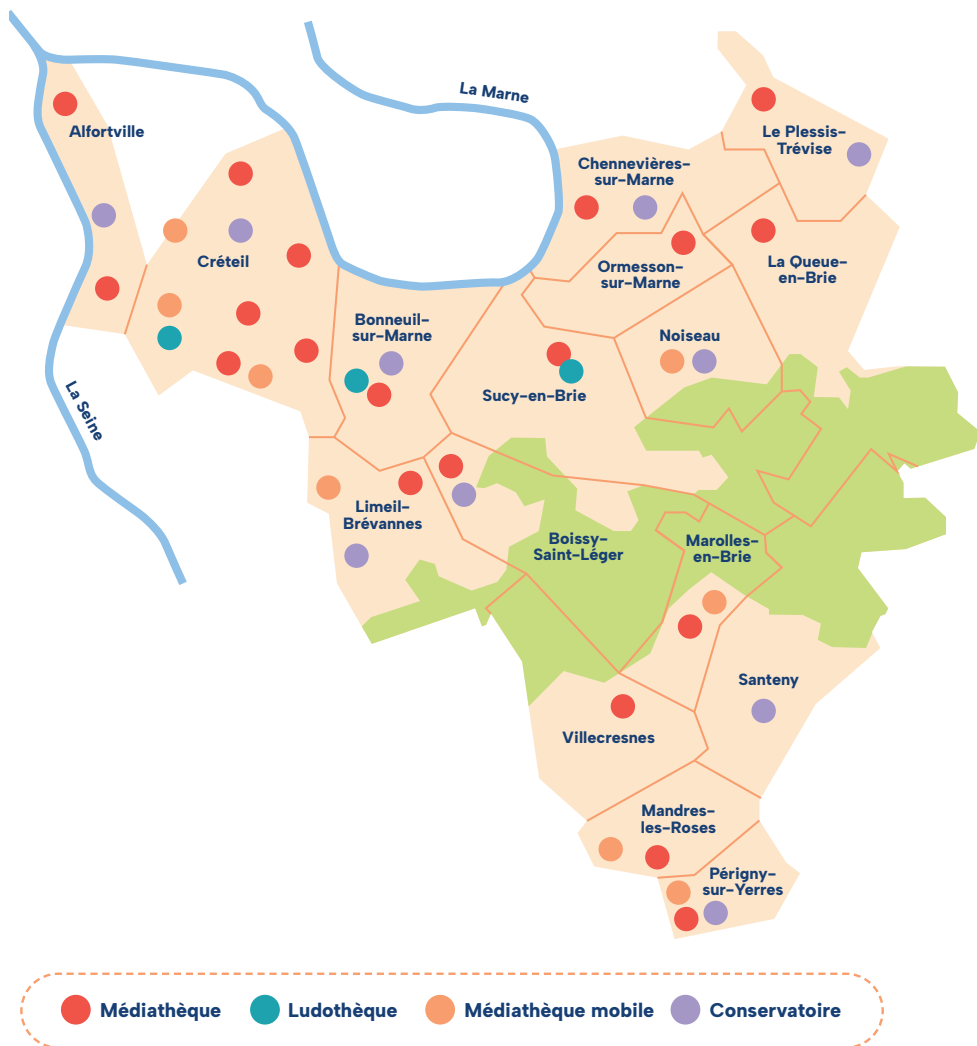 La Marne
Alfortville
Le Plessis-
Trévise
Chennevières-
sur-Marne
Créteil
Ormesson-
sur-Marne
La Queue-
en-Brie
Bonneuil-
sur-Marne
Noiseau
La Seine
Sucy-en-Brie
Limeil-
Brévannes
Boissy-
Saint-Léger
Marolles-
en-Brie
Santeny
Villecresnes
Mandres-
les-Roses
Périgny-
sur-Yerres
Médiathèque
Ludothèque
Médiathèque mobile
Conservatoire